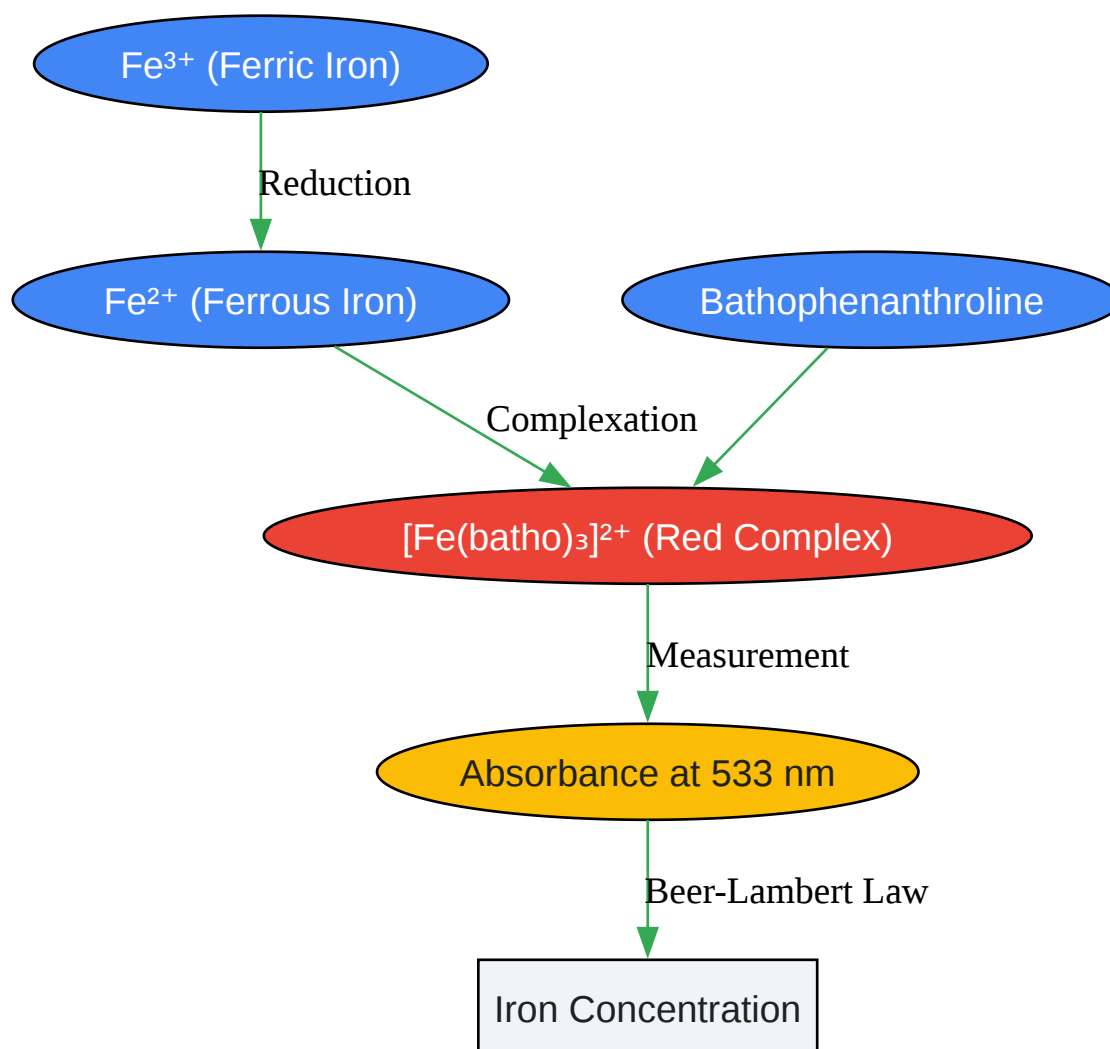 Fe³⁺ (Ferric Iron)
Reduction
Fe²⁺ (Ferrous Iron)
Bathophenanthroline
Complexation
[Fe(batho)₃]²⁺ (Red Complex)
Measurement
Absorbance at 533 nm
Beer-Lambert Law
Iron Concentration